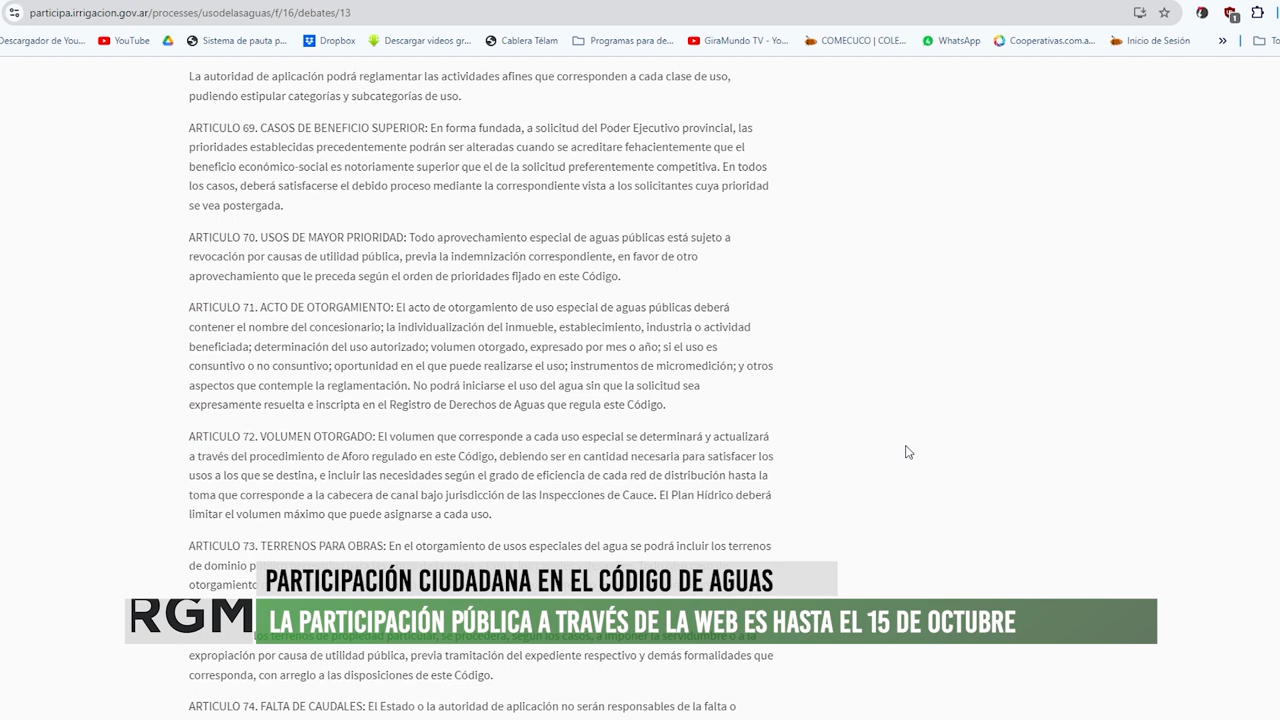 participa.irrigacion.gov.ar/processes/usodelasaguas/f/16/debates/13
Descargador de You... YouTube Sistema de pauta p... Dropbox Descargar videos gr... Cablera Télam Programas para de... GiraMundo TV - Yo... COMECUCO | COLE... WhatsApp Cooperativas.com.a... Inicio de Sesión » To
La autoridad de aplicación podrá reglamentar las actividades afines que corresponden a cada clase de uso,
pudiendo estipular categorías y subcategorías de uso.
ARTICULO 69. CASOS DE BENEFICIO SUPERIOR: En forma fundada, a solicitud del Poder Ejecutivo provincial, las
prioridades establecidas precedentemente podrán ser alteradas cuando se acreditare fehacientemente que el
beneficio económico-social es notoriamente superior que el de la solicitud preferentemente competitiva. En todos
los casos, deberá satisfacerse el debido proceso mediante la correspondiente vista a los solicitantes cuya prioridad
se vea postergada.
ARTICULO 70. USOS DE MAYOR PRIORIDAD: Todo aprovechamiento especial de aguas públicas está sujeto a
revocación por causas de utilidad pública, previa la indemnización correspondiente, en favor de otro
aprovechamiento que le preceda según el orden de prioridades fijado en este Código.
ARTICULO 71. ACTO DE OTORGAMIENTO: El acto de otorgamiento de uso especial de aguas públicas deberá
contener el nombre del concesionario; la individualización del inmueble, establecimiento, industria o actividad
beneficiada; determinación del uso autorizado; volumen otorgado, expresado por mes o año; si el uso es
consuntivo o no consuntivo; oportunidad en el que puede realizarse el uso; instrumentos de micromedición; y otros
aspectos que contemple la reglamentación. No podrá iniciarse el uso del agua sin que la solicitud sea
expresamente resuelta e inscripta en el Registro de Derechos de Aguas que regula este Código.
ARTICULO 72. VOLUMEN OTORGADO: El volumen que corresponde a cada uso especial se determinará y actualizará
a través del procedimiento de Aforo regulado en este Código, debiendo ser en cantidad necesaria para satisfacer los
usos a los que se destina, e incluir las necesidades según el grado de eficiencia de cada red de distribución hasta la
toma que corresponde a la cabecera de canal bajo jurisdicción de las Inspecciones de Cauce. El Plan Hídrico deberá
limitar el volumen máximo que puede asignarse a cada uso.
ARTICULO 73. TERRENOS PARA OBRAS: En el otorgamiento de usos especiales del agua se podrá incluir los terrenos
de dominio
otorgamiento
PARTICIPACIÓN CIUDADANA EN EL CÓDIGO DE AGUAS
RGM LA PARTICIPACIÓN PÚBLICA A TRAVÉS DE LA WEB ES HASTA EL 15 DE OCTUBRE
los terrenos de propiedad particular, se procederá, según los casos, a imponer la servidumbre o a la
expropiación por causa de utilidad pública, previa tramitación del expediente respectivo y demás formalidades que
corresponda, con arreglo a las disposiciones de este Código.
ARTICULO 74. FALTA DE CAUDALES: El Estado o la autoridad de aplicación no serán responsables de la falta o